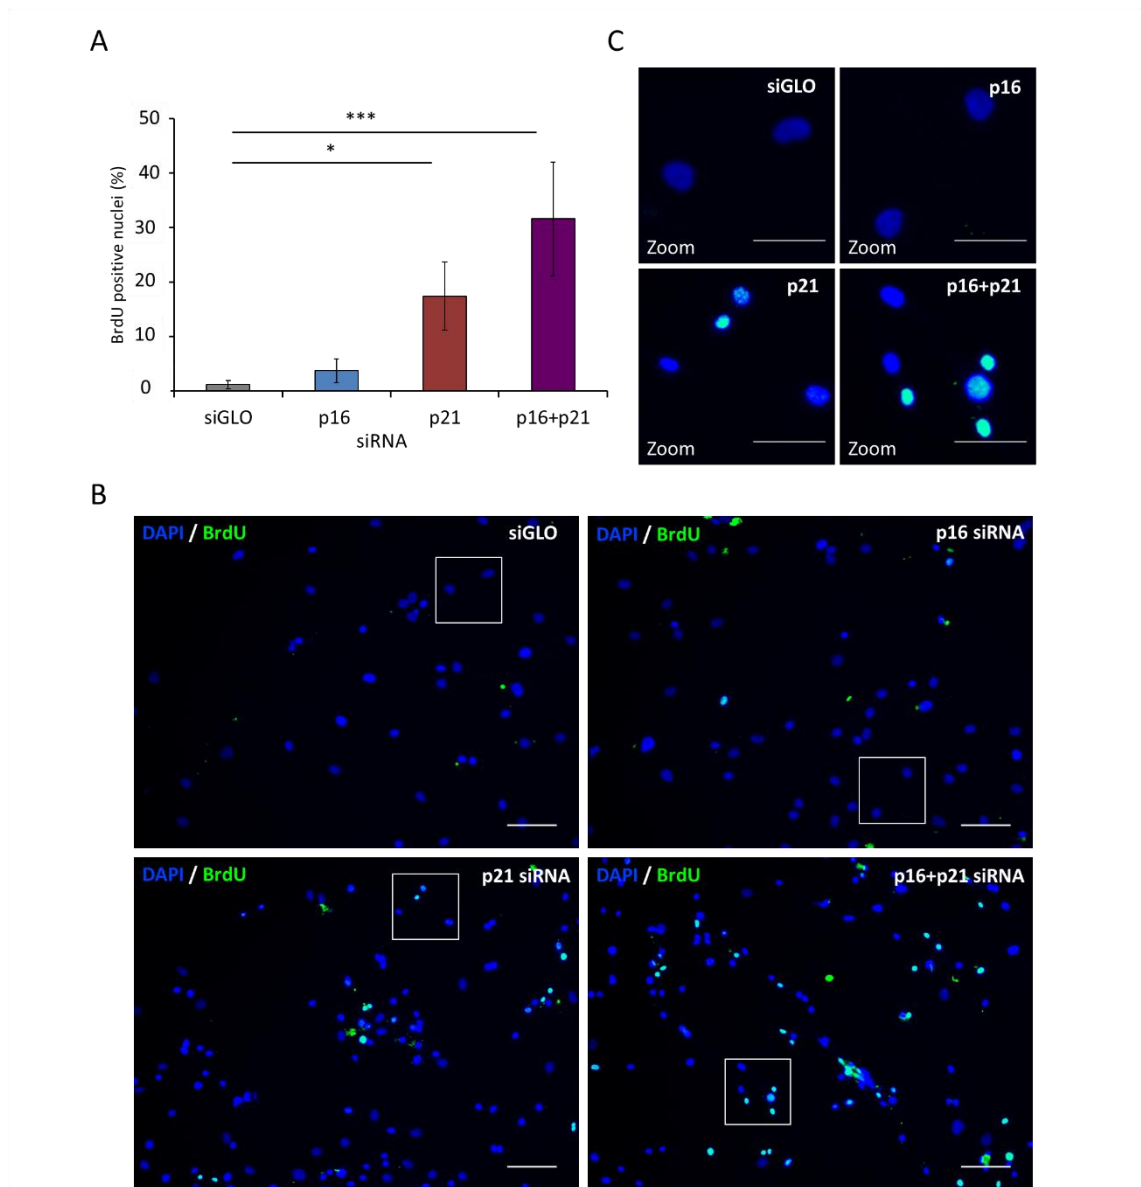 A
C
50
40
30
20
10
0
BrdU positive nuclei (%)
***
*
siGLO
p16
p21
p16+p21
siRNA
siGLO
Zoom
p16
Zoom
p21
Zoom
p16+p21
Zoom
B
DAPI / BrdU
siGLO
DAPI / BrdU
p16 siRNA
DAPI / BrdU
p21 siRNA
DAPI / BrdU
p16+p21 siRNA